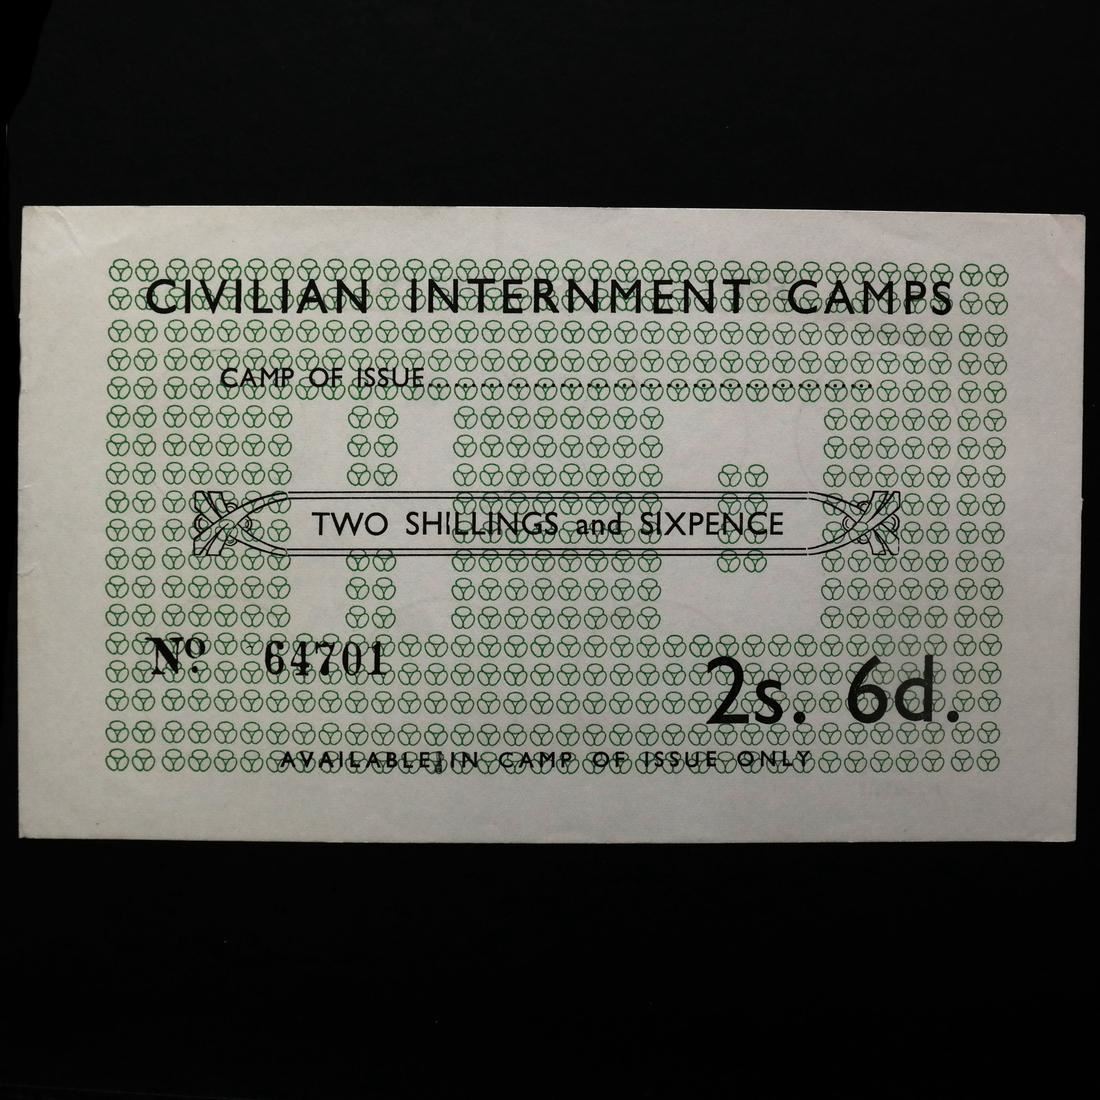 CIVILIAN INTERNMENT CAMPS
CAMP OF ISSUE..................................
TWO SHILLINGS and SIXPENCE
Nº 64701
2s. 6d.
AVAILABLE IN CAMP OF ISSUE ONLY